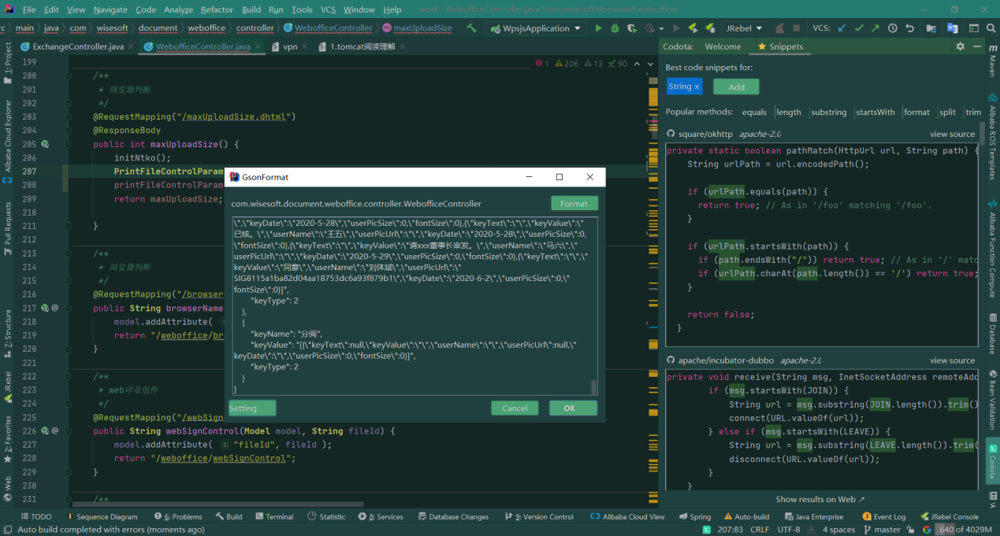 File Edit View Navigate Code Analyze Refactor Build Run Tools VCS Window Help work - WebofficeController.java [com.wisesoft.document.weboffice]
rc main java com wisesoft document weboffice controller WebofficeController maxUploadSize WpsjsApplication JRebel VCS:
ExchangeController.java WebofficeController.java vpn 1.tomcat阅读理解
1 206 13 90
199
200 /**
201 * 浏览器判断
202 */
203 @RequestMapping("/maxUploadSize.dhtml")
204 @ResponseBody
205 public int maxUploadSize() {
206 initNtko();
207 PrintFileControlParam
208 printFileControlParam
209 return maxUploadSize;
210
211 }
212
213 /**
214 * 浏览器判断
215 */
216 @RequestMapping("/browser
217 public String browserName
218 model.addAttribute( s
219 return "/weboffice/br
220 }
221
222 /**
223 * web印章组件
224 */
225 @RequestMapping("/webSign
226 public String webSignControl(Model model, String fileId) {
227 model.addAttribute( s: "fileId", fileId );
228 return "/weboffice/webSignControl";
229 }
230
231 /**
GsonFormat
com.wisesoft.document.weboffice.controller.WebofficeController
Format
\",\"keyDate\":\"2020-5-28\",\"userPicSize\":0,\"fontSize\":0},{\"keyText\":\"\",\"keyValue\":\"
已核。\",\"userName\":\"王五\",\"userPicUrl\":\"\",\"keyDate\":\"2020-5-28\",\"userPicSize\":0,
\"fontSize\":0},{\"keyText\":\"\",\"keyValue\":\"请xxx董事长审发。\",\"userName\":\"马六\",\"
userPicUrl\":\"\",\"keyDate\":\"2020-5-29\",\"userPicSize\":0,\"fontSize\":0},{\"keyText\":\"\",\"
keyValue\":\"同意\",\"userName\":\"刘体斌\",\"userPicUrl\":\"
SIG8115a1ba82d04aa18753dc6a93f879b1\",\"keyDate\":\"2020-6-2\",\"userPicSize\":0,\"
fontSize\":0}]",
"keyType": 2
},
{
"keyName": "分阅",
"keyValue": "[{\"keyText\":null,\"keyValue\":\"\",\"userName\":\"\",\"userPicUrl\":null,\"
keyDate\":\"\",\"userPicSize\":0,\"fontSize\":0}]",
"keyType": 2
}
]
Setting Cancel OK
Codota: Welcome Snippets
Best code snippets for:
String x Add
Popular methods: equals length substring startsWith format split trim
square/okhttp apache-2.0 view source
private static boolean pathMatch(HttpUrl url, String path) {
String urlPath = url.encodedPath();
if (urlPath.equals(path)) {
return true; // As in '/foo' matching '/foo'.
}
if (urlPath.startsWith(path)) {
if (path.endsWith("/")) return true; // As in '/' matc
if (urlPath.charAt(path.length()) == '/') return true;
}
return false;
}
apache/incubator-dubbo apache-2.0 view source
private void receive(String msg, InetSocketAddress remoteAdd
if (msg.startsWith(JOIN)) {
String url = msg.substring(JOIN.length()).trim()
connect(URL.valueOf(url));
} else if (msg.startsWith(LEAVE)) {
String url = msg.substring(LEAVE.length()).trim(
disconnect(URL.valueOf(url));
}
}
Show results on Web ↗
1: Project
Alibaba Cloud Explorer
Pull Requests
7: Structure
JRebel
2: Favorites
Web
Maven
Alibaba ROS Templates
Alibaba Function Compute
Database
Bean Validation
Codota
TODO Sequence Diagram 6: Problems Build Terminal Statistic 8: Services Database Changes 9: Version Control Alibaba Cloud View Spring Auto-build Java Enterprise 3 Event Log JRebel Console
Auto build completed with errors (moments ago) 207:83 CRLF UTF-8 4 spaces master 640 of 4029M